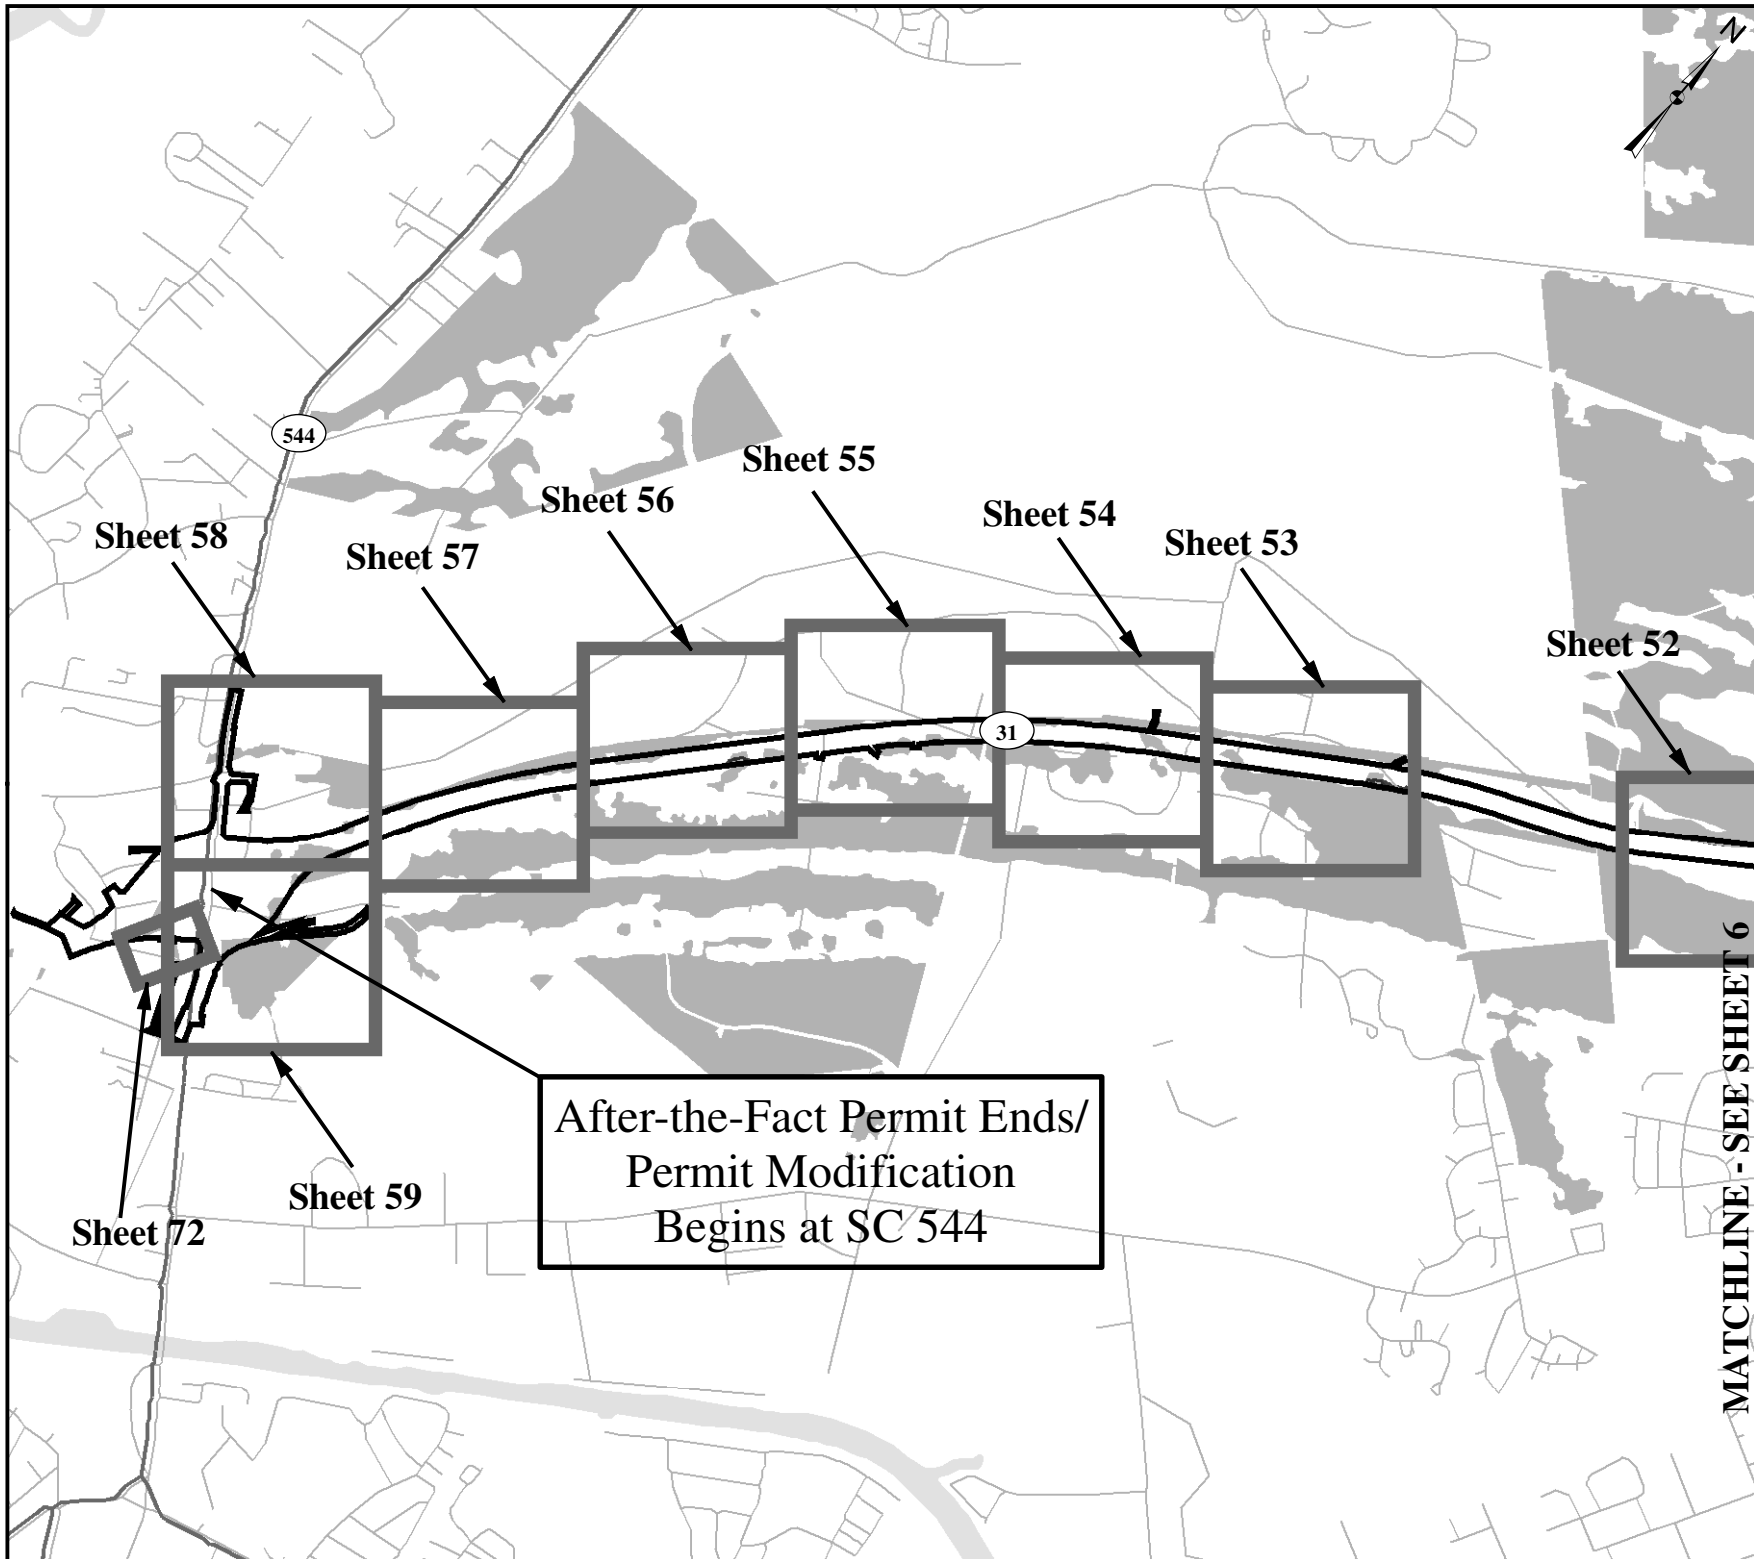 N
544
Sheet 55
Sheet 56
Sheet 54
Sheet 58
Sheet 57
Sheet 53
Sheet 52
31
MATCHLINE - SEE SHEET 6
After-the-Fact Permit Ends/
Permit Modification
Begins at SC 544
Sheet 59
Sheet 72